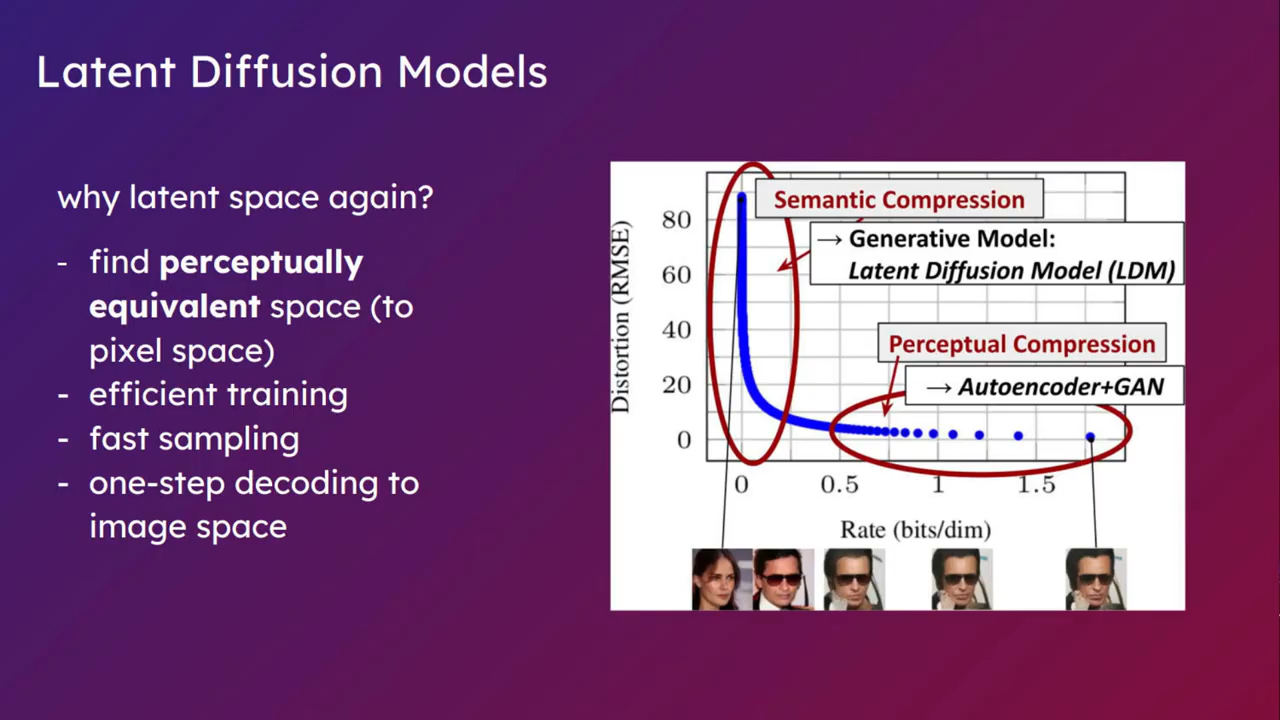 Latent Diffusion Models
why latent space again?
- find perceptually
equivalent space (to
pixel space)
- efficient training
- fast sampling
- one-step decoding to
image space
Semantic Compression
→ Generative Model:
Latent Diffusion Model (LDM)
Perceptual Compression
→ Autoencoder+GAN
Distortion (RMSE)
80
60
40
20
0
0 0.5 1 1.5
Rate (bits/dim)